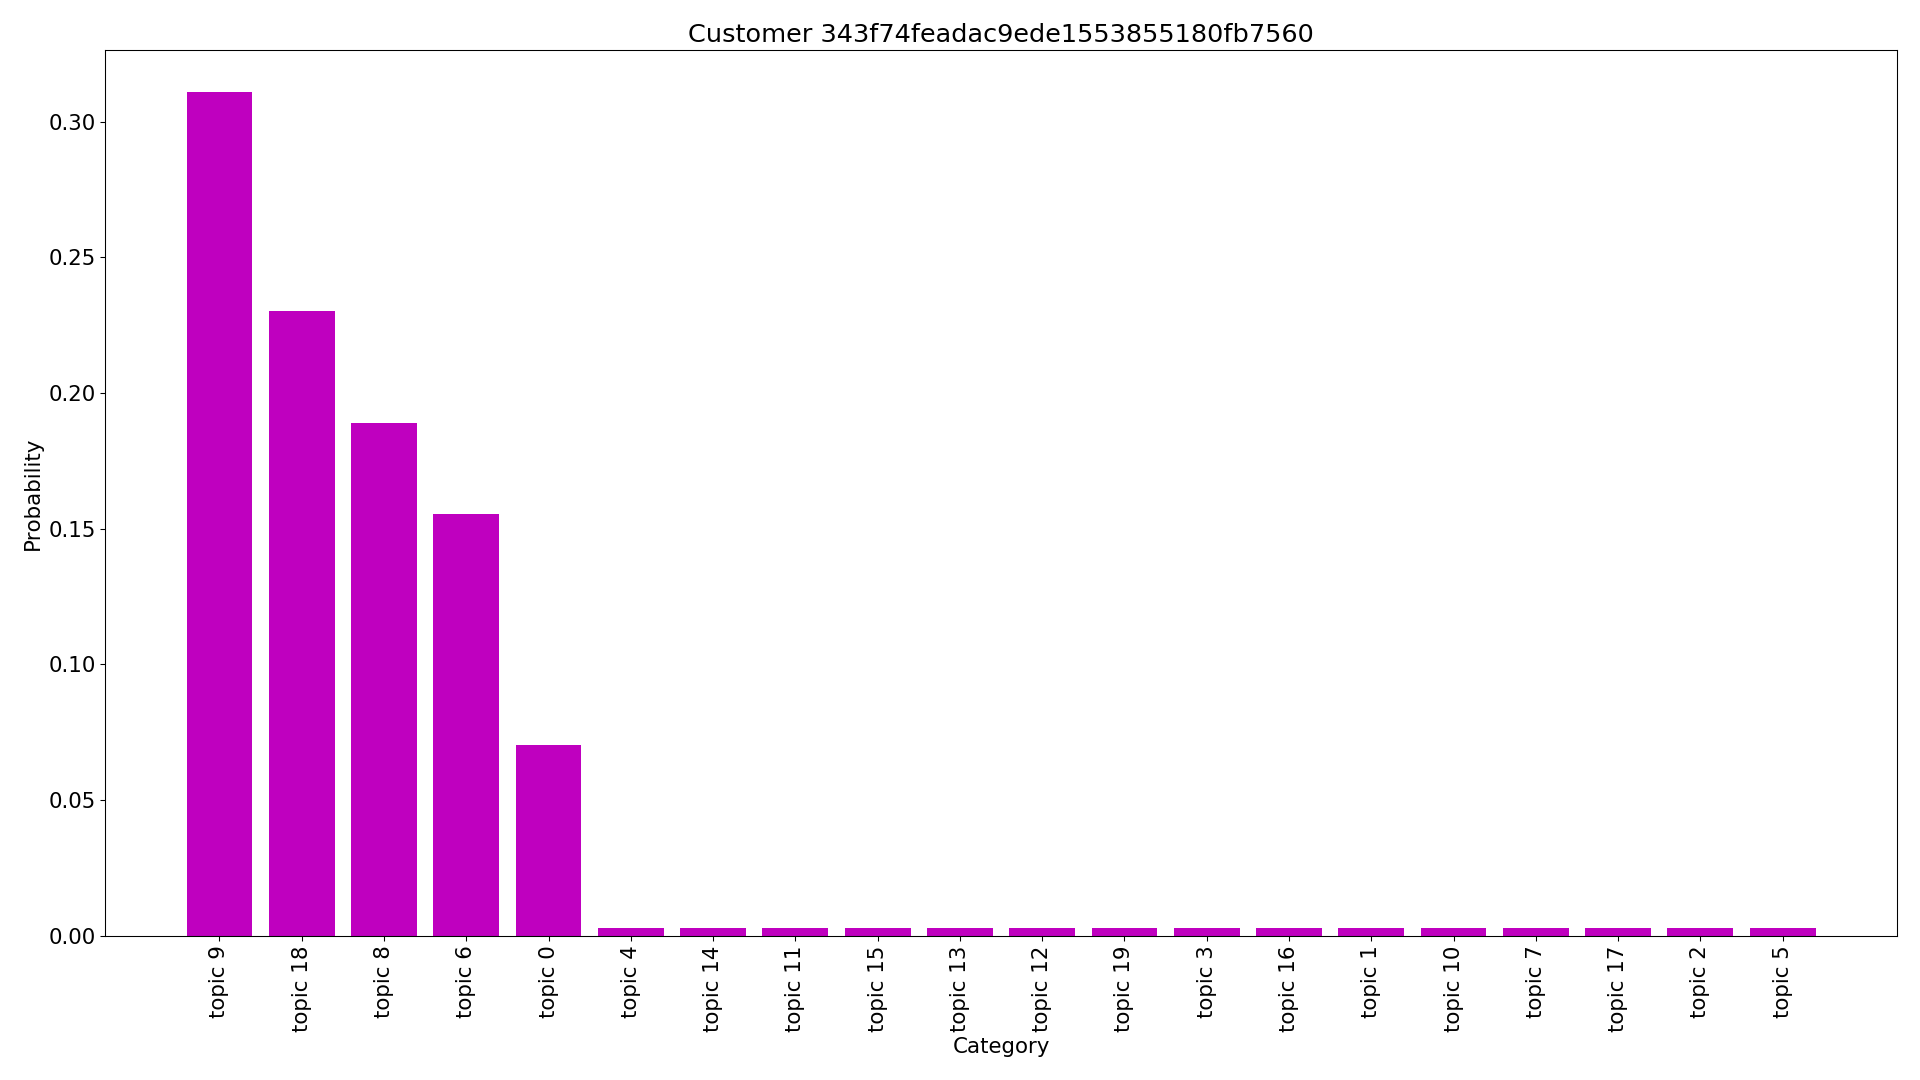 Customer 343f74feadac9ede1553855180fb7560
Probability
0.30
0.25
0.20
0.15
0.10
0.05
0.00
topic 9
topic 18
topic 8
topic 6
topic 0
topic 4
topic 14
topic 11
topic 15
topic 13
topic 12
topic 19
topic 3
topic 16
topic 1
topic 10
topic 7
topic 17
topic 2
topic 5
Category